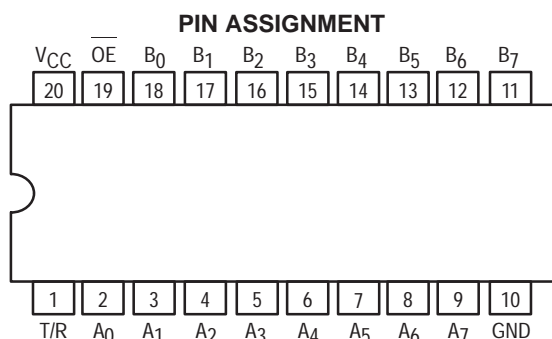 PIN ASSIGNMENT
VCC OE B0 B1 B2 B3 B4 B5 B6 B7
20 19 18 17 16 15 14 13 12 11
1 2 3 4 5 6 7 8 9 10
T/R A0 A1 A2 A3 A4 A5 A6 A7 GND